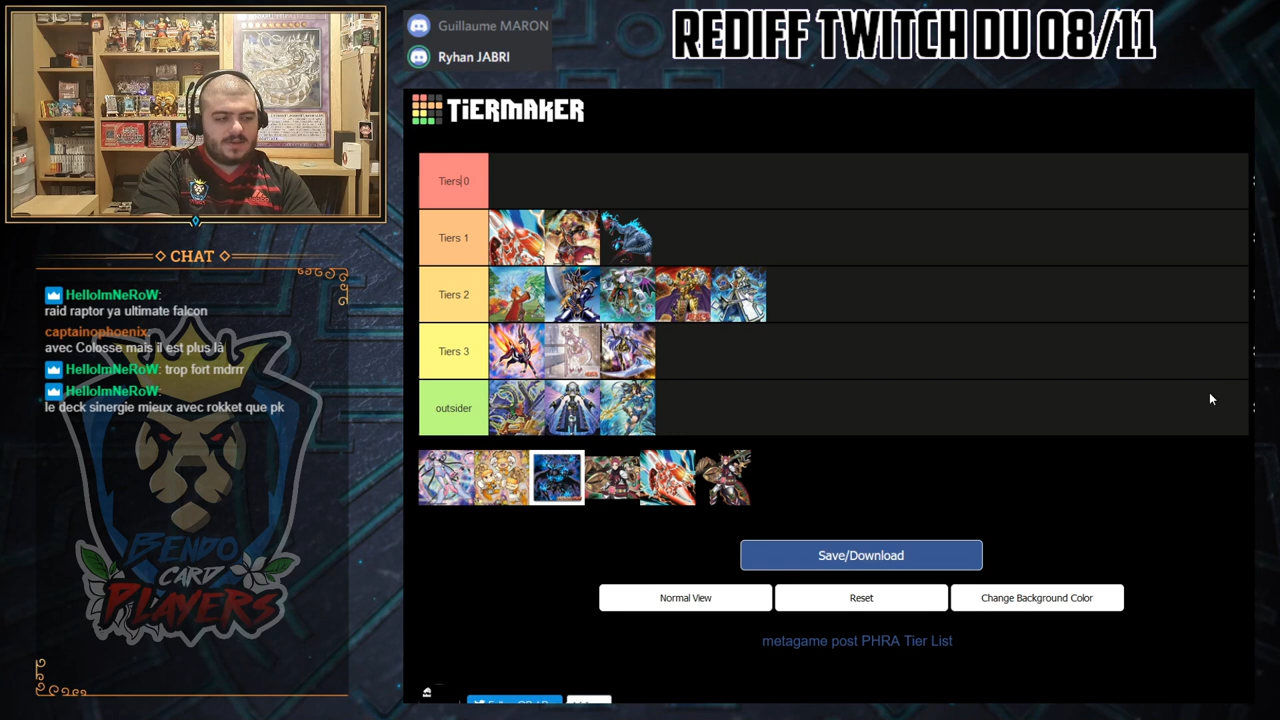 Guillaume MARON
Ryhan JABRI
REDIFF TWITCH DU 08/11
TiERMAKER
Tiers 0
Tiers 1
Tiers 2
Tiers 3
outsider
CHAT
HelloImNeRoW:
raid raptor ya ultimate falcon
captainophoenix:
avec Colosse mais il est plus là
HelloImNeRoW: trop fort mdrrr
HelloImNeRoW:
le deck sinergie mieux avec rokket que pk
BENDO
CARD
PLAYERS
Save/Download
Normal View
Reset
Change Background Color
metagame post PHRA Tier List